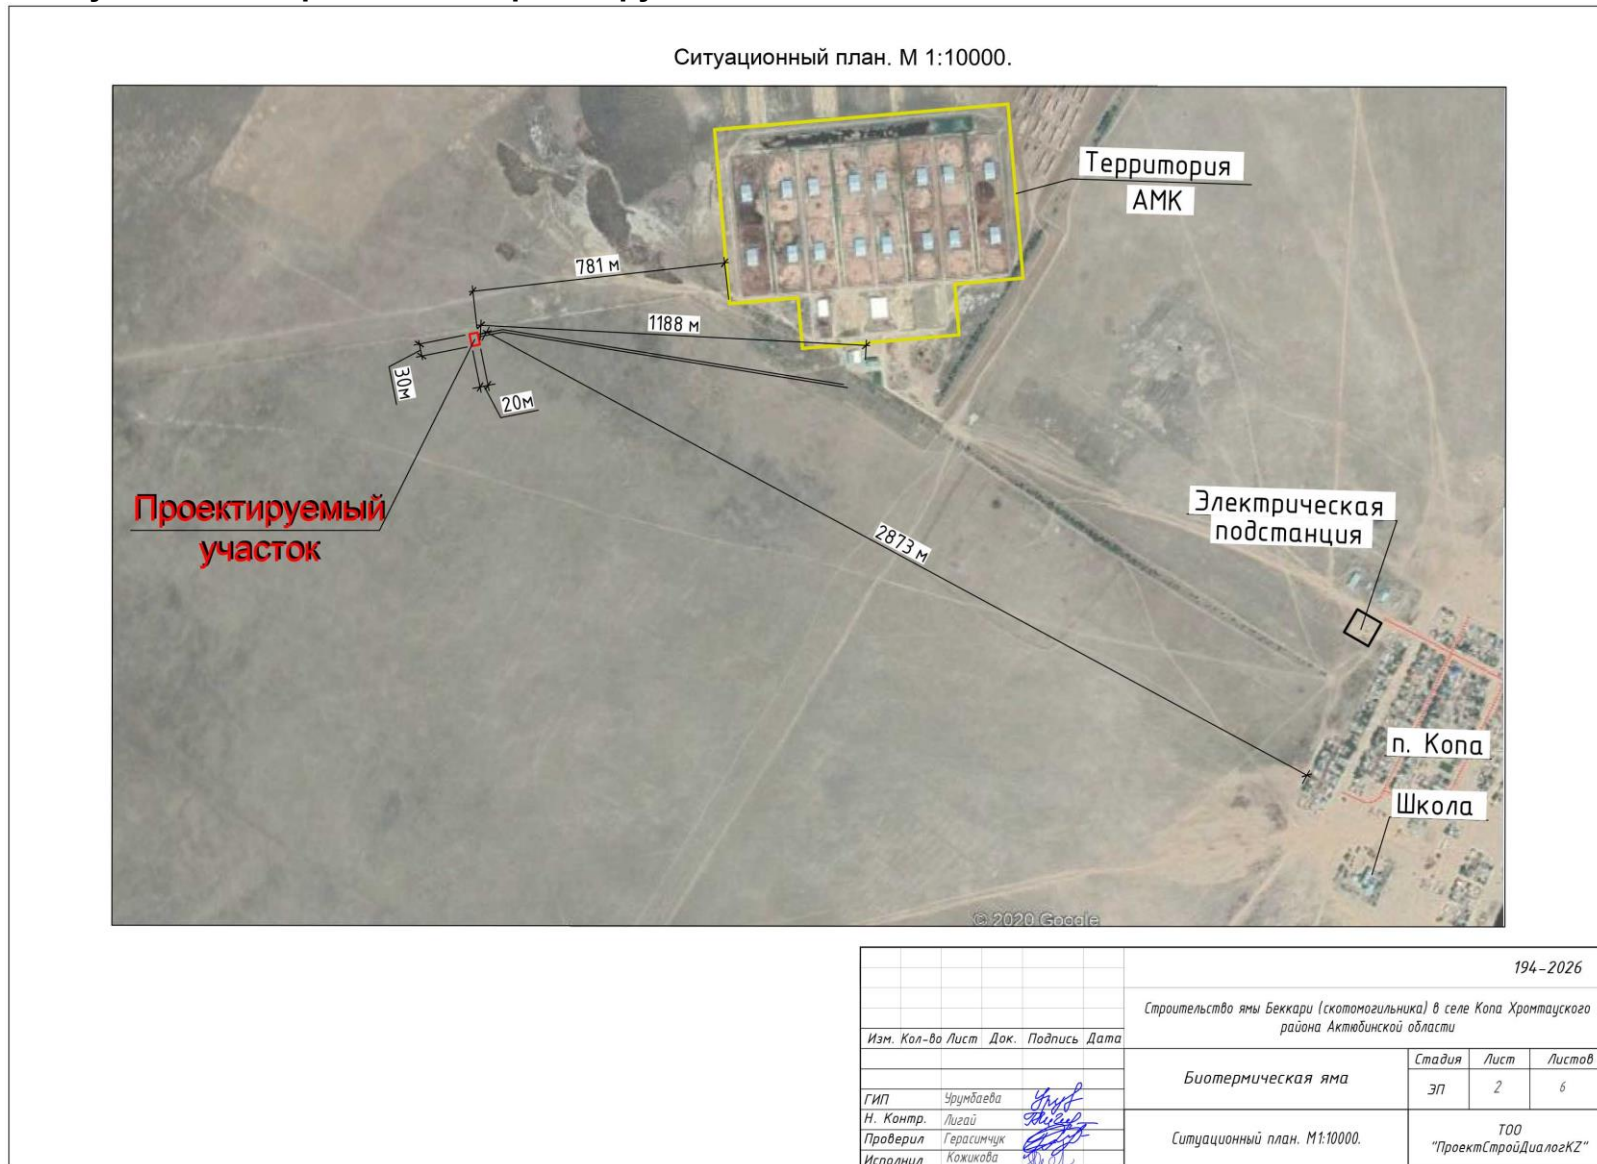 Ситуационный план. М 1:10000.
Территория
АМК
781 м
1188 м
30м
20м
Проектируемый
участок
2873 м
Электрическая
подстанция
п. Копа
Школа
© 2020 Google
194-2026
Строительство ямы Беккари (скотомогильника) в селе Копа Хромтауского
района Актюбинской области
Изм. Кол-во Лист Док. Подпись Дата
Биотермическая яма
Стадия Лист Листов
ЭП 2 6
ГИП Урумбаева
Н. Контр. Лигай
Проверил Герасимчук
Исполнил Кожикова
Ситуационный план. М1:10000.
ТОО
"ПроектСтройДиалогKZ"